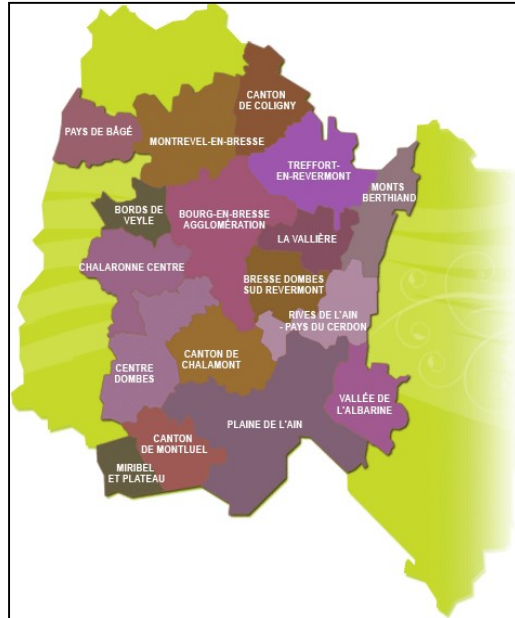 CANTON
DE COLIGNY
PAYS DE BÂGÉ
MONTREVEL-EN-BRESSE
TREFFORT-
EN-REVERMONT
MONTS
BERTHIAND
BORDS DE
VEYLE
BOURG-EN-BRESSE
AGGLOMÉRATION
LA VALLIÈRE
CHALARONNE CENTRE
BRESSE DOMBES
SUD REVERMONT
RIVES DE L'AIN
- PAYS DU CERDON
CENTRE
DOMBES
CANTON DE
CHALAMONT
VALLÉE DE
L'ALBARINE
PLAINE DE L'AIN
CANTON
DE MONTLUEL
MIRIBEL
ET PLATEAU